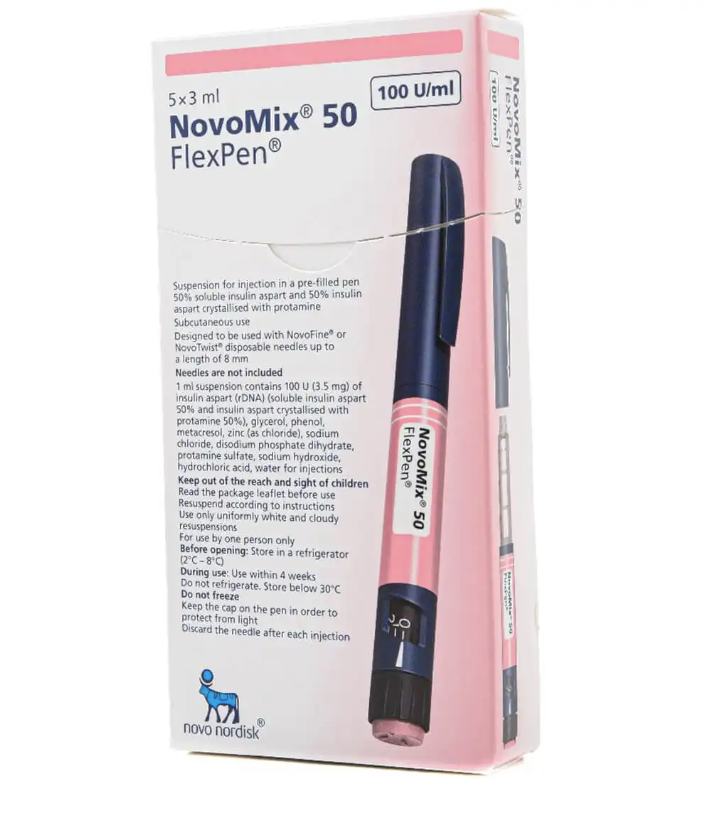 5x3 ml
100 U/ml
NovoMix® 50
FlexPen®
Suspension for injection in a pre-filled pen
50% soluble insulin aspart and 50% insulin
aspart crystallised with protamine
Subcutaneous use
Designed to be used with NovoFine® or
NovoTwist® disposable needles up to
a length of 8 mm
Needles are not included
1 ml suspension contains 100 U (3.5 mg) of
insulin aspart (rDNA) (soluble insulin aspart
50% and insulin aspart crystallised with
protamine 50%), glycerol, phenol,
metacresol, zinc (as chloride), sodium
chloride, disodium phosphate dihydrate,
protamine sulfate, sodium hydroxide,
hydrochloric acid, water for injections
Keep out of the reach and sight of children
Read the package leaflet before use
Resuspend according to instructions
Use only uniformly white and cloudy
resuspensions
For use by one person only
Before opening: Store in a refrigerator
(2°C – 8°C)
During use: Use within 4 weeks
Do not refrigerate. Store below 30°C
Do not freeze
Keep the cap on the pen in order to
protect from light
Discard the needle after each injection
novo nordisk®
NovoMix® 50
FlexPen®
NovoMix® 50
FlexPen®
100 U/ml
NovoMix® 50
FlexPen®